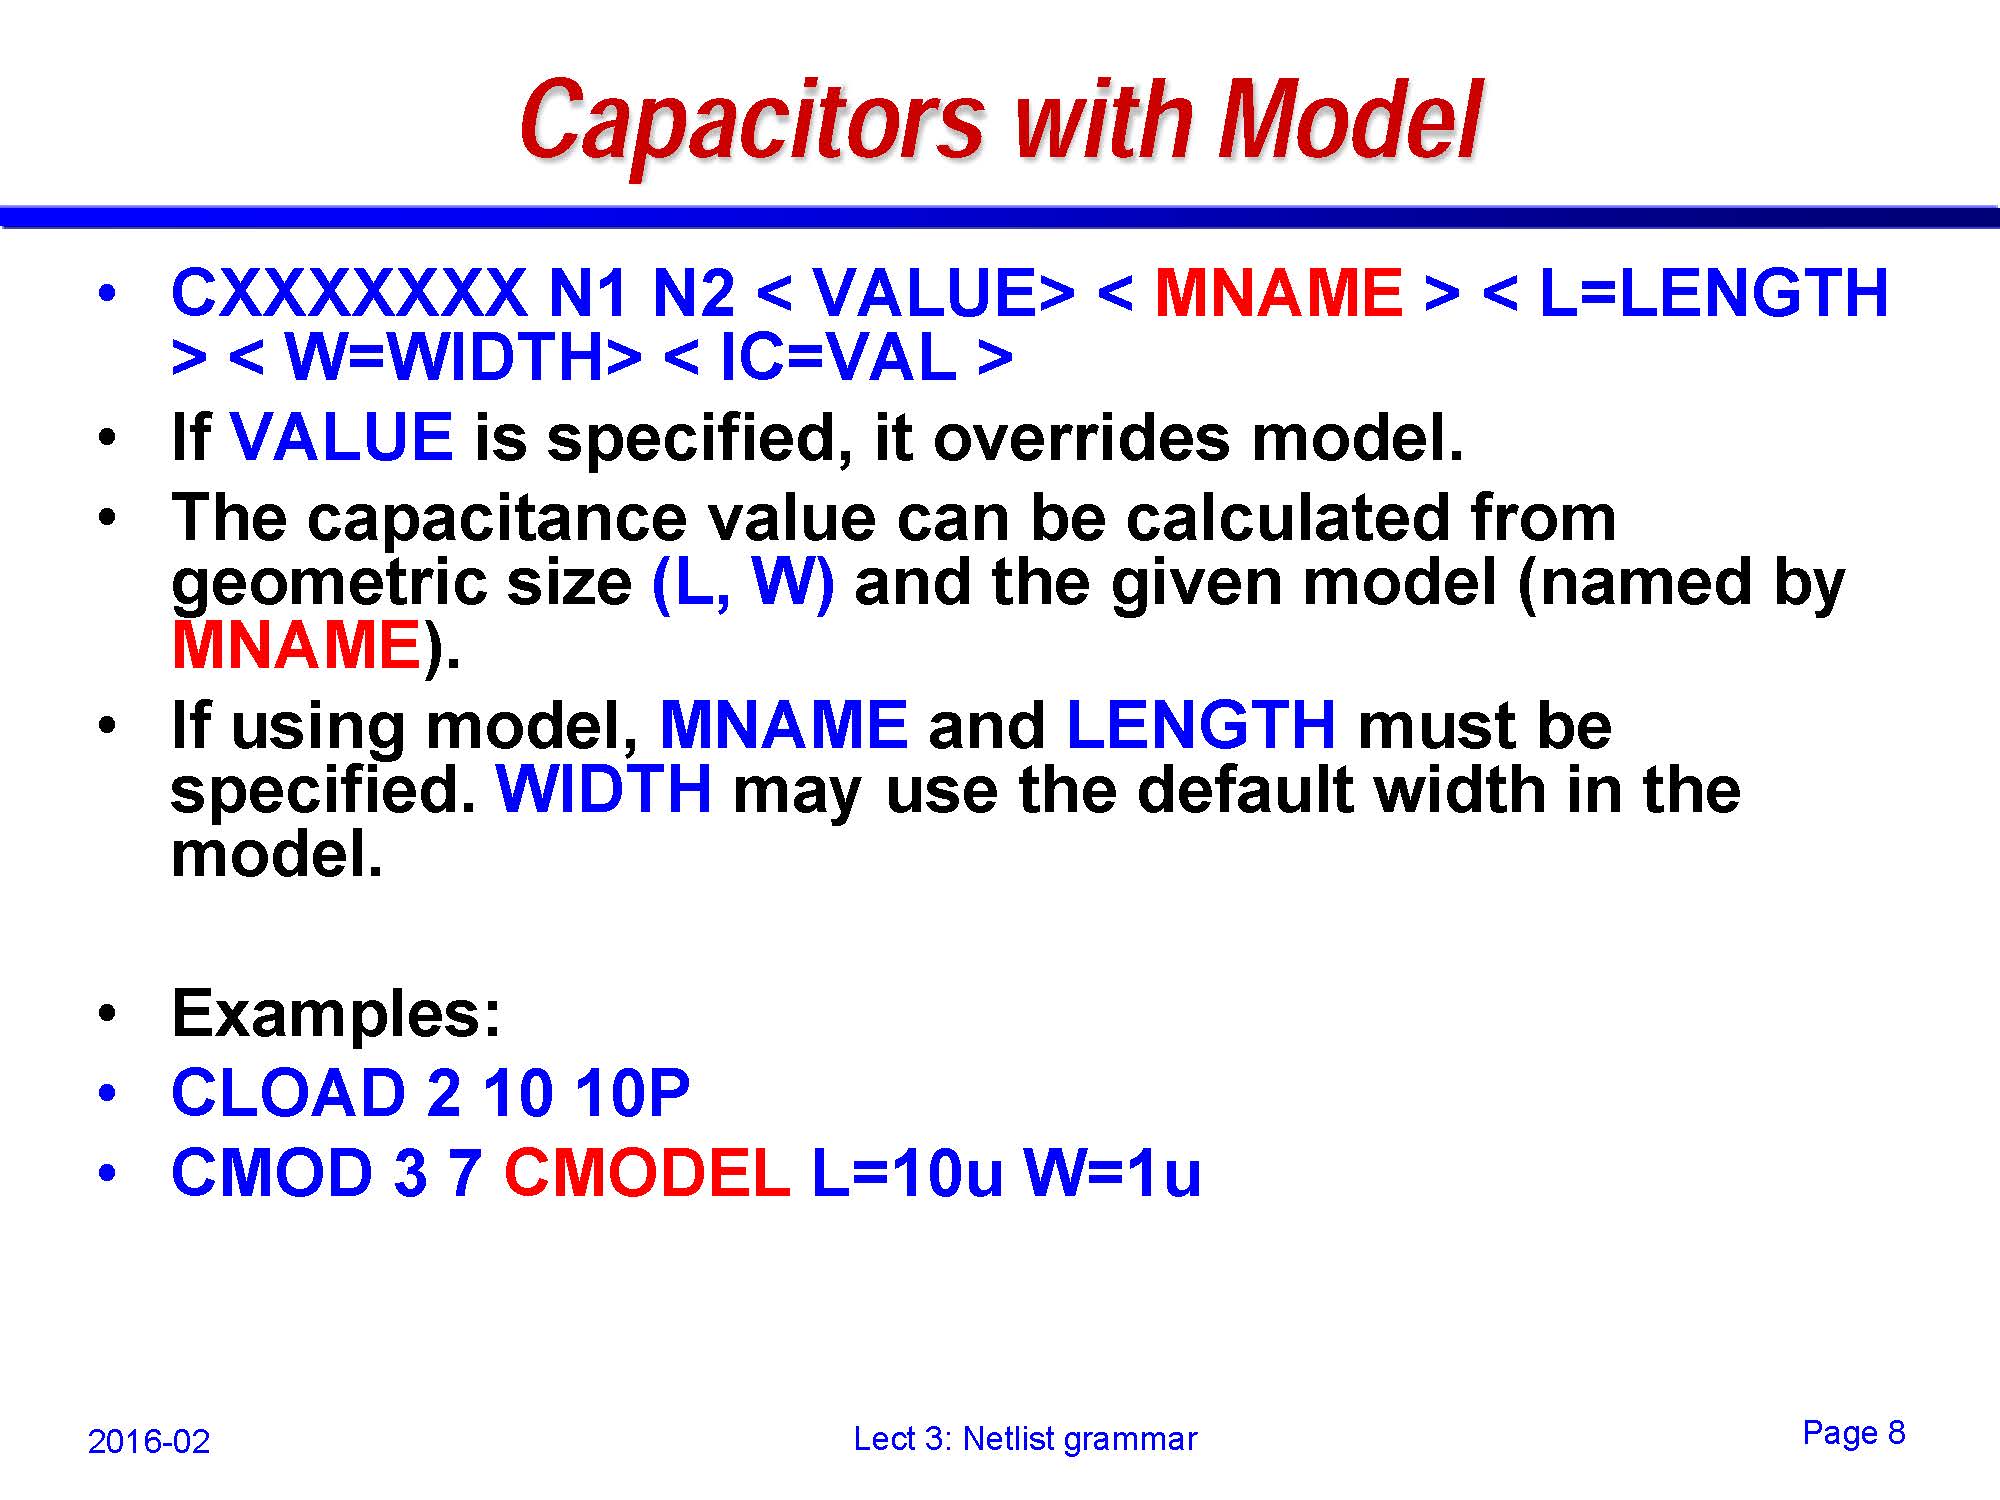 Capacitors with Model
• CXXXXXXX N1 N2 < VALUE> < MNAME > < L=LENGTH
> < W=WIDTH> < IC=VAL >
• If VALUE is specified, it overrides model.
• The capacitance value can be calculated from
geometric size (L, W) and the given model (named by
MNAME).
• If using model, MNAME and LENGTH must be
specified. WIDTH may use the default width in the
model.
• Examples:
• CLOAD 2 10 10P
• CMOD 3 7 CMODEL L=10u W=1u
2016-02
Lect 3: Netlist grammar
Page 8